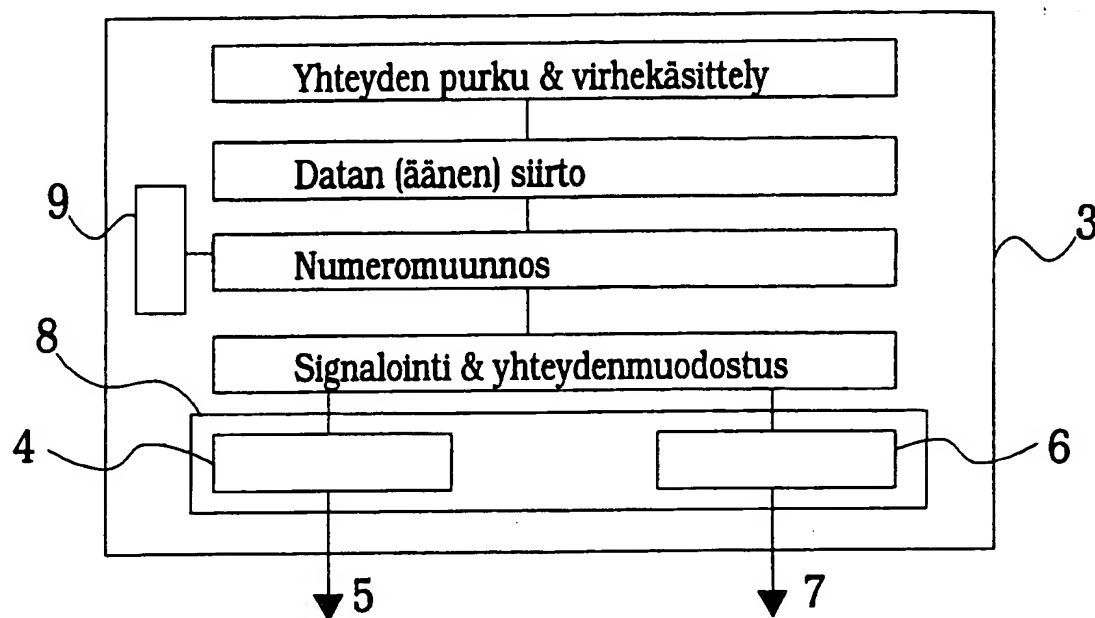 Yhteyden purku & virhekäsittely
Datan (äänen) siirto
9
3
Numeromuunnos
8
Signalointi & yhteydenmuodostus
4
6
5
7